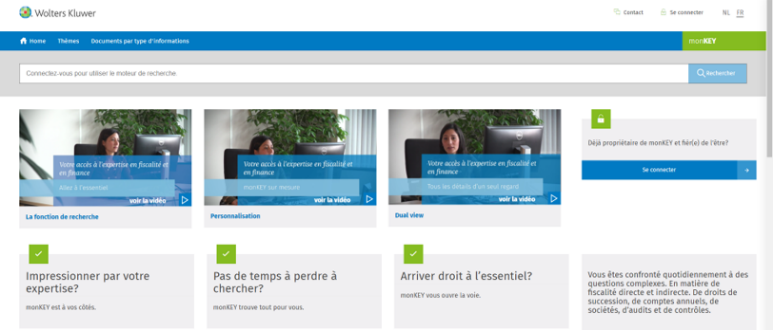 Wolters Kluwer
Contact
Se connecter
NL FR
Home Thèmes Documents par type d'informations
monKEY
Connectez-vous pour utiliser le moteur de recherche.
Rechercher
Votre accès à l'expertise en fiscalité et
en finance
Allez à l'essentiel
voir la vidéo
La fonction de recherche
Votre accès à l'expertise en fiscalité et
en finance
monKEY sur mesure
voir la vidéo
Personnalisation
Votre accès à l'expertise en fiscalité et
en finance
Tous les détails d'un seul regard
voir la vidéo
Dual view
Déjà propriétaire de monKEY et fièr(e) de l'être?
Se connecter
Impressionner par votre
expertise?
monKEY est à vos côtés.
Pas de temps à perdre à
chercher?
monKEY trouve tout pour vous.
Arriver droit à l'essentiel?
monKEY vous ouvre la voie.
Vous êtes confronté quotidiennement à des
questions complexes. En matière de
fiscalité directe et indirecte. De droits de
succession, de comptes annuels, de
sociétés, d'audits et de contrôles.